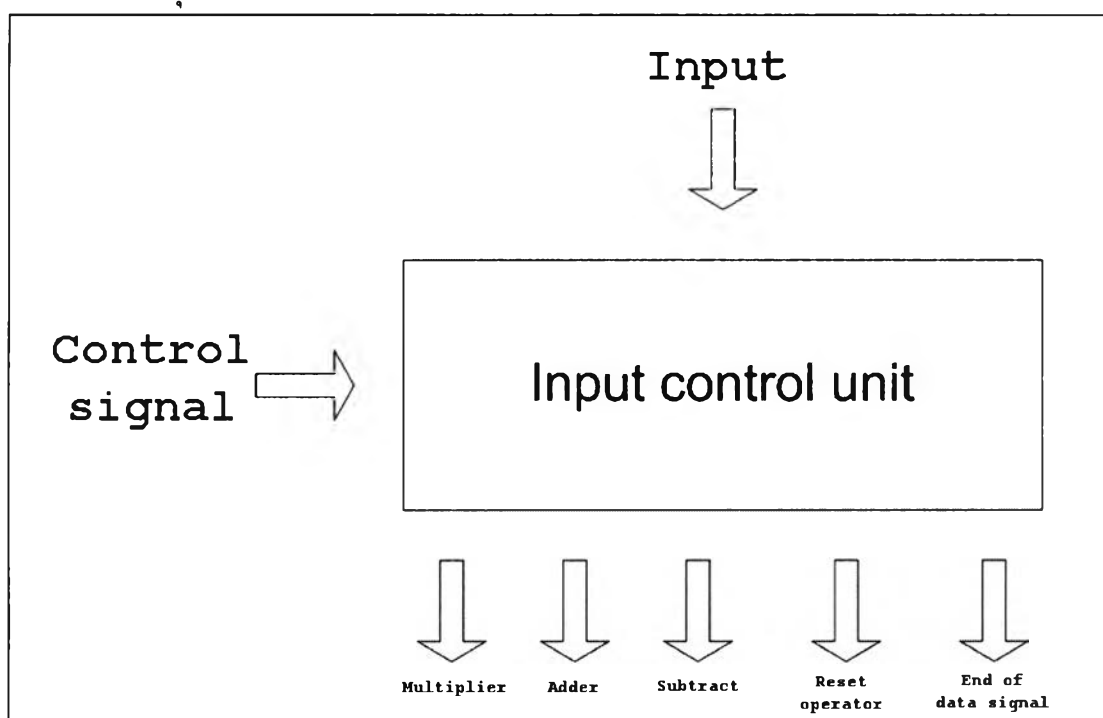 Input
Control
signal
Input control unit
Multiplier Adder Subtract Reset End of
operator data signal